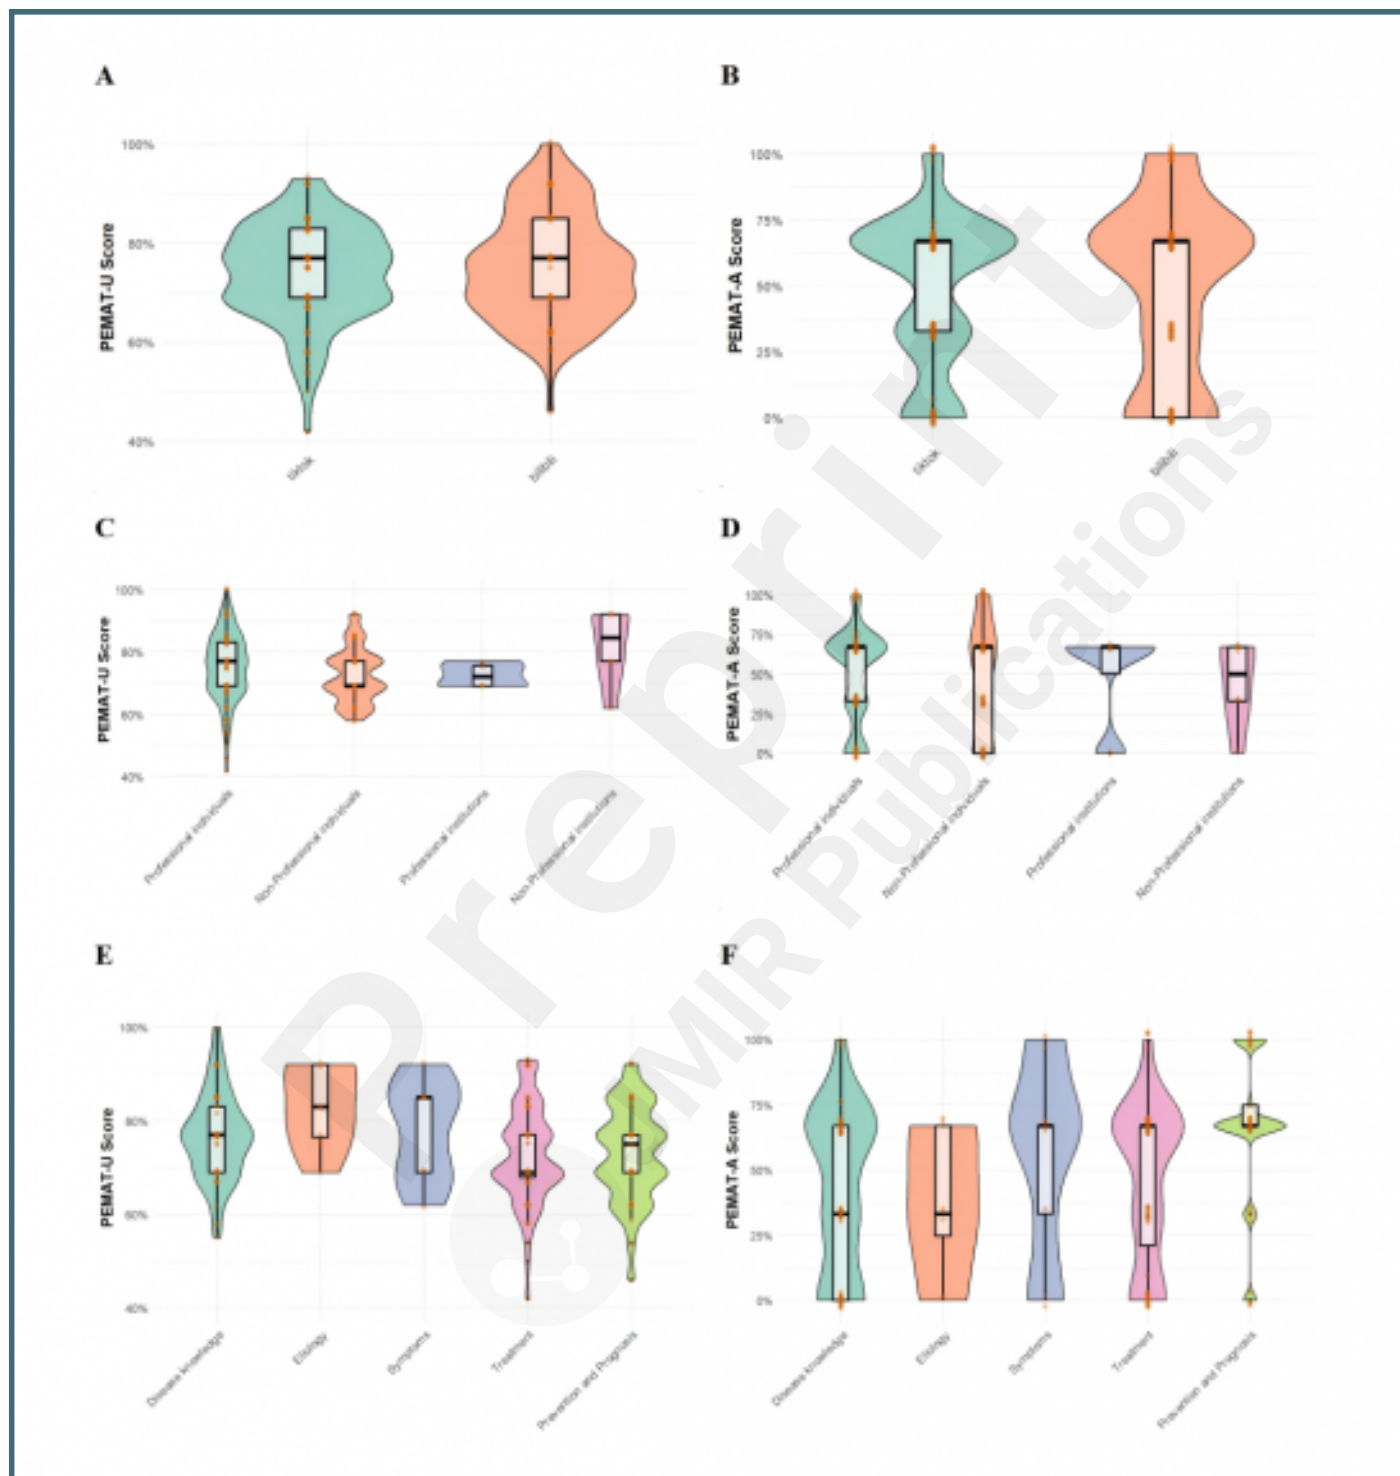 A
B
PEMAT-U Score
100%
80%
60%
40%
tiktok
bilibili
PEMAT-A Score
100%
75%
50%
25%
0%
tiktok
bilibili
C
D
PEMAT-U Score
100%
80%
60%
40%
Professional individuals
Non-Professional individuals
Professional institutions
Non-Professional institutions
PEMAT-A Score
100%
75%
50%
25%
0%
Professional individuals
Non-Professional individuals
Professional institutions
Non-Professional institutions
E
F
PEMAT-U Score
100%
80%
60%
40%
Disease knowledge
Etiology
Symptoms
Treatment
Prevention and Prognosis
PEMAT-A Score
100%
75%
50%
25%
0%
Disease knowledge
Etiology
Symptoms
Treatment
Prevention and Prognosis
Preprint
JMIR Publications